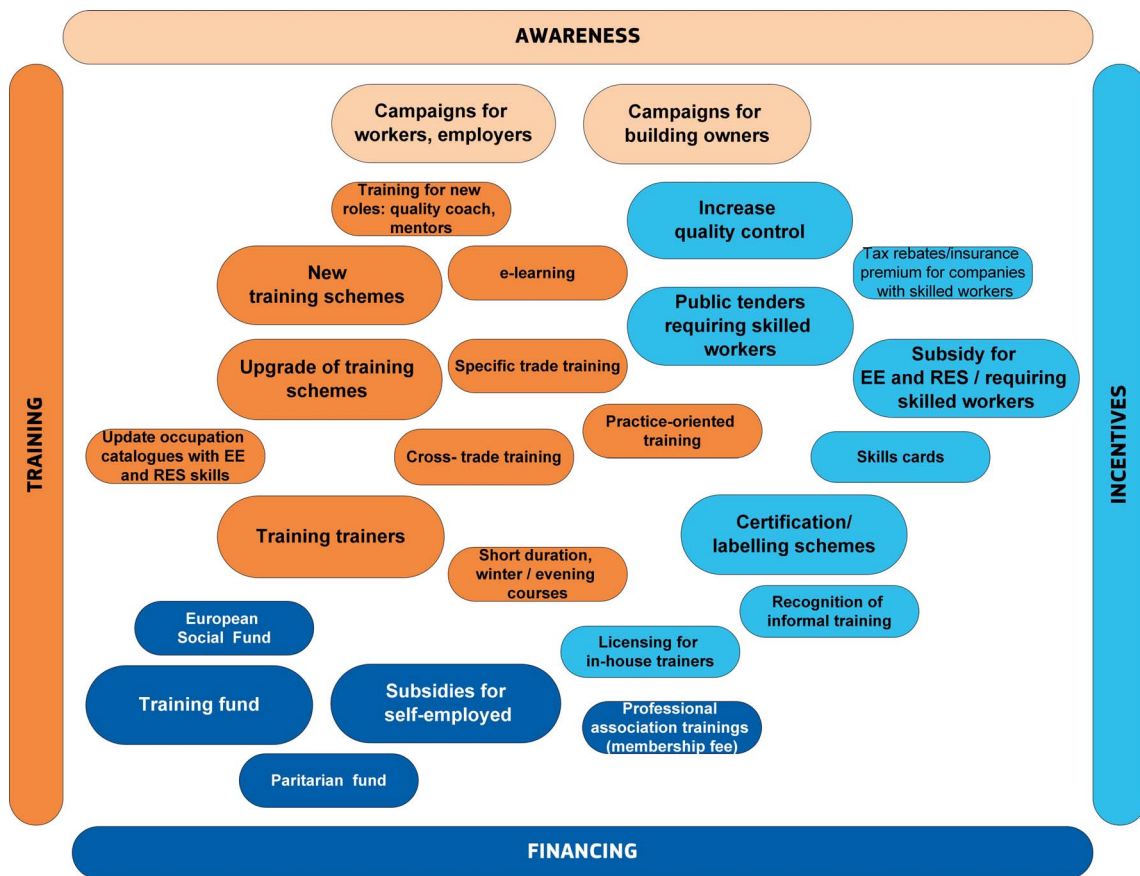 AWARENESS
TRAINING
INCENTIVES
Campaigns for
workers, employers
Campaigns for
building owners
Training for new
roles: quality coach,
mentors
Increase
quality control
New
training schemes
e-learning
Tax rebates/insurance
premium for companies
with skilled workers
Public tenders
requiring skilled
workers
Upgrade of training
schemes
Specific trade training
Subsidy for
EE and RES / requiring
skilled workers
Practice-oriented
training
Update occupation
catalogues with EE
and RES skills
Cross- trade training
Skills cards
Training trainers
Certification/
labelling schemes
Short duration,
winter / evening
courses
Recognition of
informal training
European
Social Fund
Licensing for
in-house trainers
Training fund
Subsidies for
self-employed
Professional
association trainings
(membership fee)
Paritarian fund
FINANCING